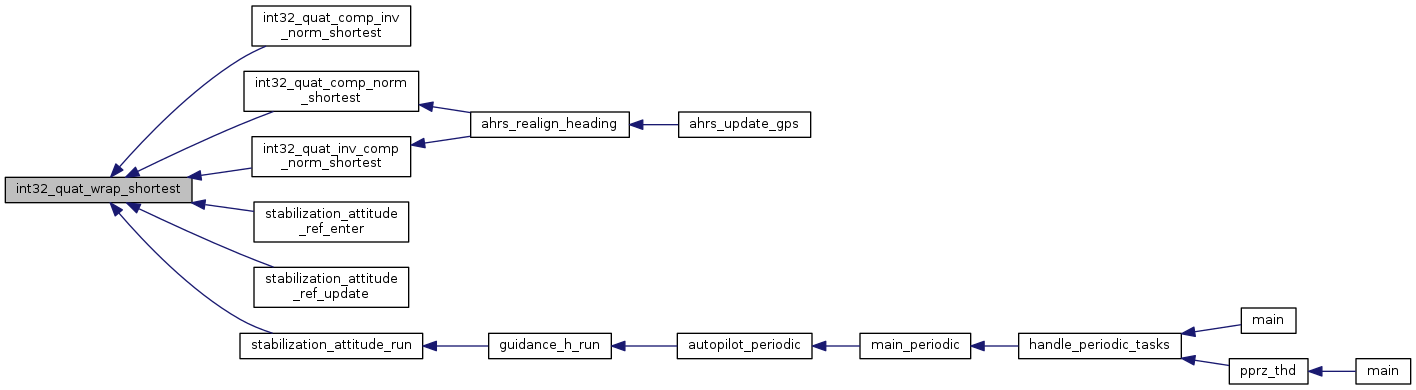 int32_quat_comp_inv
_norm_shortest
int32_quat_comp_norm
_shortest
ahrs_realign_heading
ahrs_update_gps
int32_quat_inv_comp
_norm_shortest
int32_quat_wrap_shortest
stabilization_attitude
_ref_enter
stabilization_attitude
_ref_update
stabilization_attitude_run
guidance_h_run
autopilot_periodic
main_periodic
handle_periodic_tasks
main
pprz_thd
main